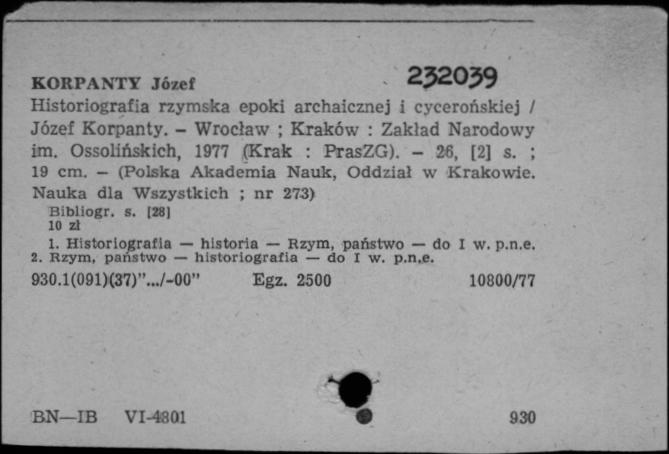 232039
KORPANTY Józef
Historiografia rzymska epoki archaicznej i cycerońskiej /
Józef Korpanty. — Wrocław ; Kraków : Zakład Narodowy
im. Ossolińskich, 1977 (Krak : PrasZG). — 26, [2] s. ;
19 cm. — (Polska Akademia Nauk, Oddział w Krakowie.
Nauka dla Wszystkich ; nr 273)
Bibliogr. s. [28]
10 zł
1. Historiografia — historia — Rzym, państwo — do I w. p.n.e.
2. Rzym, państwo — historiografia — do I w. p.n.e.
930.1(091)(37)”.../-00” Egz. 2500 10800/77
BN—IB VI-4801 930